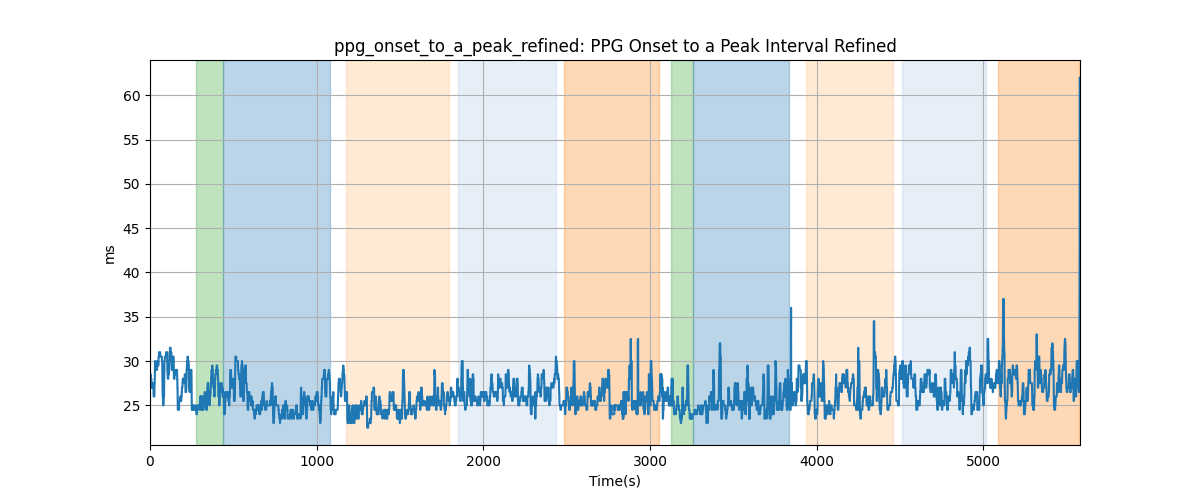 ppg_onset_to_a_peak_refined: PPG Onset to a Peak Interval Refined
60
55
50
45
40
35
30
25
ms
0 1000 2000 3000 4000 5000
Time(s)